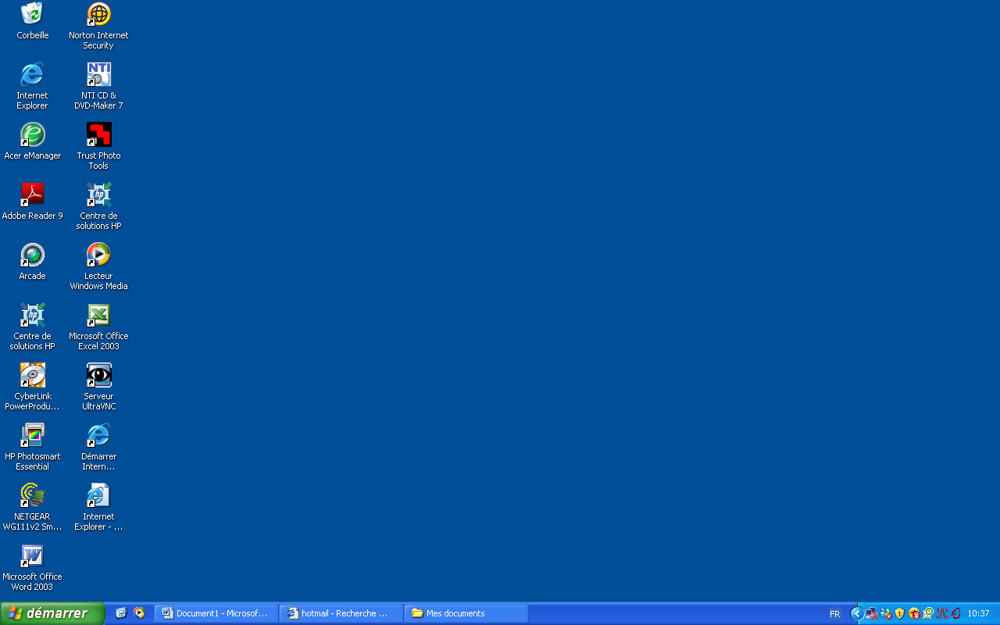 Corbeille
Internet
Explorer
Acer eManager
Adobe Reader 9
Arcade
Centre de
solutions HP
CyberLink
PowerProdu...
HP Photosmart
Essential
NETGEAR
WG111v2 Sm...
Microsoft Office
Word 2003
Norton Internet
Security
NTI
NTI CD &
DVD-Maker 7
Trust Photo
Tools
hp
Centre de
solutions HP
Lecteur
Windows Media
Microsoft Office
Excel 2003
Serveur
UltraVNC
Démarrer
Intern...
Internet
Explorer - ...
démarrer
Document1 - Microsof...
hotmail - Recherche ...
Mes documents
FR
10:37